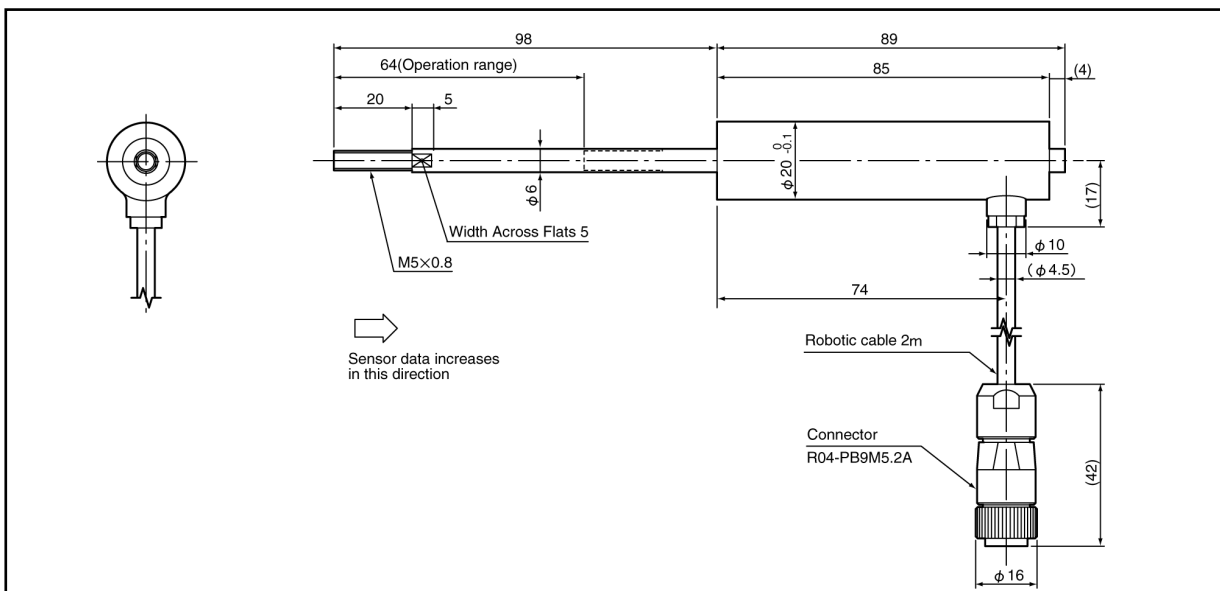 98
89
64(Operation range)
85
(4)
20
5
φ20 0 -0.1
φ6
(17)
Width Across Flats 5
M5×0.8
φ10
(φ4.5)
74
Sensor data increases
in this direction
Robotic cable 2m
Connector
R04-PB9M5.2A
(42)
φ16